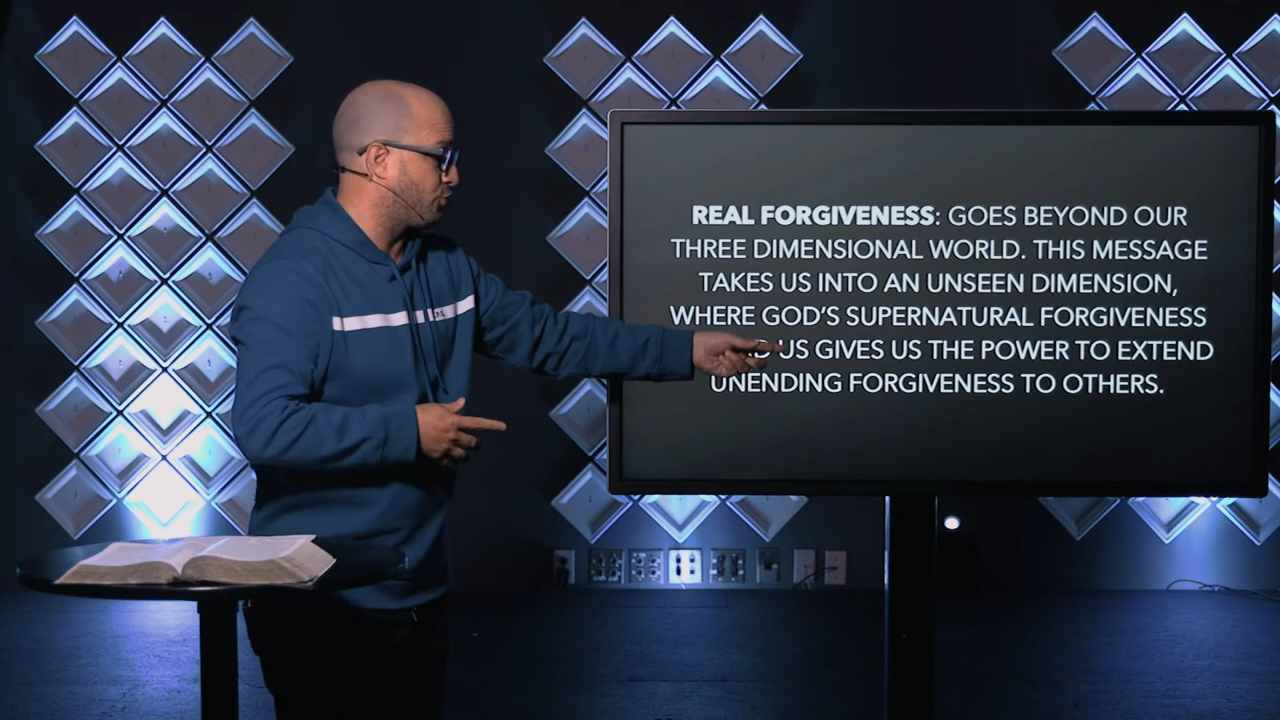 REAL FORGIVENESS: GOES BEYOND OUR
THREE DIMENSIONAL WORLD. THIS MESSAGE
TAKES US INTO AN UNSEEN DIMENSION,
WHERE GOD'S SUPERNATURAL FORGIVENESS
US GIVES US THE POWER TO EXTEND
UNENDING FORGIVENESS TO OTHERS.